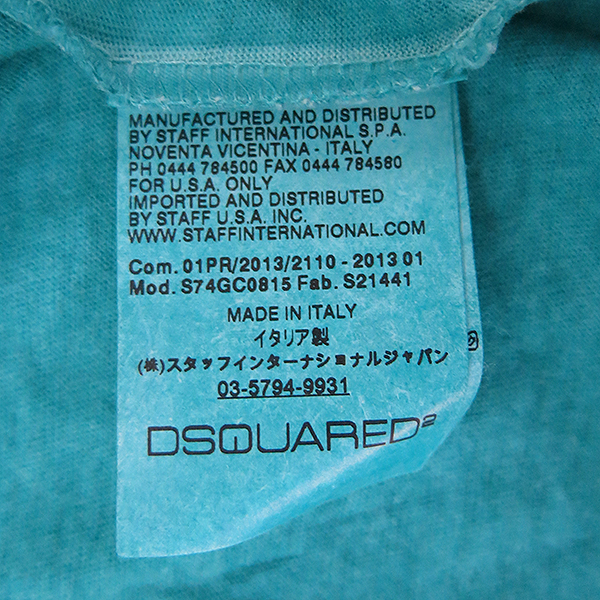 MANUFACTURED AND DISTRIBUTED
BY STAFF INTERNATIONAL S.P.A.
NOVENTA VICENTINA - ITALY
PH 0444 784500 FAX 0444 784580
FOR U.S.A. ONLY
IMPORTED AND DISTRIBUTED
BY STAFF U.S.A. INC.
WWW.STAFFINTERNATIONAL.COM
Com. 01PR/2013/2110 - 2013 01
Mod. S74GC0815 Fab. S21441
MADE IN ITALY
イタリア製
(株)スタッフインターナショナルジャパン
03-5794-9931
DSQUARED²